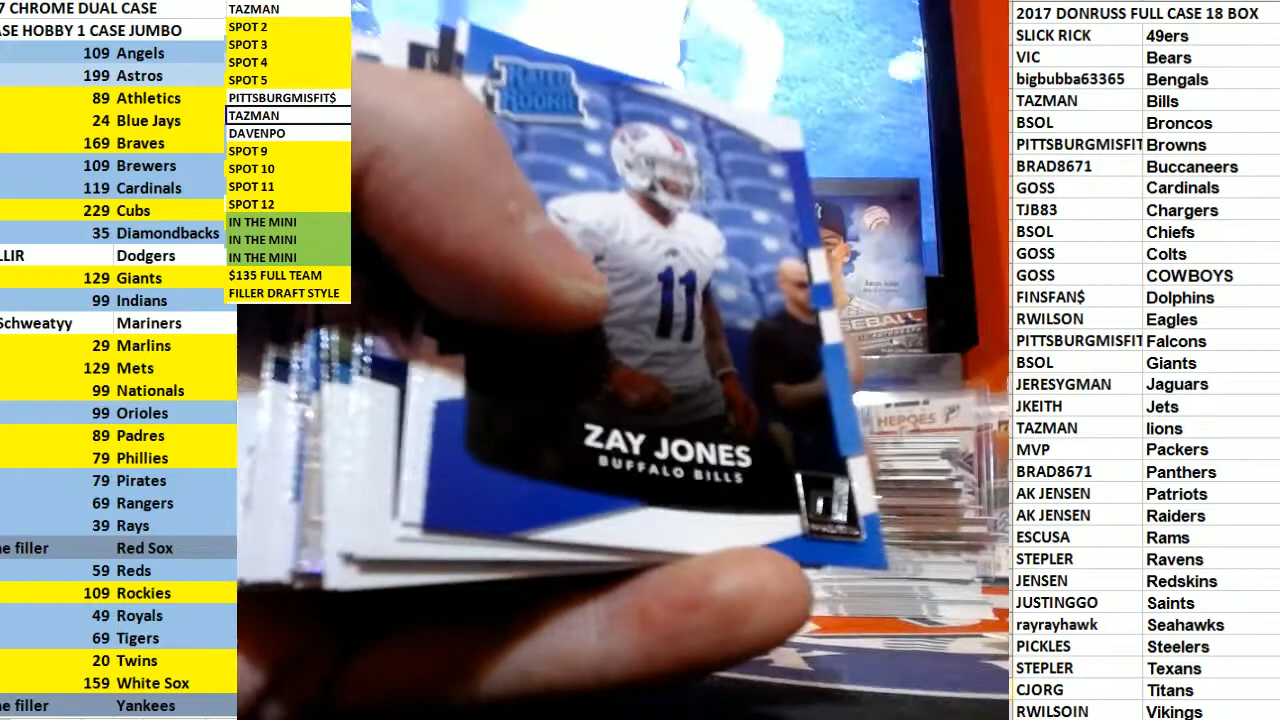 7 CHROME DUAL CASE
ASE HOBBY 1 CASE JUMBO
109 Angels
199 Astros
89 Athletics
24 Blue Jays
169 Braves
109 Brewers
119 Cardinals
229 Cubs
35 Diamondbacks
LLIR Dodgers
129 Giants
99 Indians
Schweatyy Mariners
29 Marlins
129 Mets
99 Nationals
99 Orioles
89 Padres
79 Phillies
79 Pirates
69 Rangers
39 Rays
ne filler Red Sox
59 Reds
109 Rockies
49 Royals
69 Tigers
20 Twins
159 White Sox
ne filler Yankees
TAZMAN
SPOT 2
SPOT 3
SPOT 4
SPOT 5
PITTSBURGMISFIT$
TAZMAN
DAVENPO
SPOT 9
SPOT 10
SPOT 11
SPOT 12
IN THE MINI
IN THE MINI
IN THE MINI
$135 FULL TEAM
FILLER DRAFT STYLE
RATED
ROOKIE
11
ZAY JONES
BUFFALO BILLS
HEROES
2017 DONRUSS FULL CASE 18 BOX
SLICK RICK 49ers
VIC Bears
bigbubba63365 Bengals
TAZMAN Bills
BSOL Broncos
PITTSBURGMISFIT Browns
BRAD8671 Buccaneers
GOSS Cardinals
TJB83 Chargers
BSOL Chiefs
GOSS Colts
GOSS COWBOYS
FINSFAN$ Dolphins
RWILSON Eagles
PITTSBURGMISFIT Falcons
BSOL Giants
JERESYGMAN Jaguars
JKEITH Jets
TAZMAN lions
MVP Packers
BRAD8671 Panthers
AK JENSEN Patriots
AK JENSEN Raiders
ESCUSA Rams
STEPLER Ravens
JENSEN Redskins
JUSTINGGO Saints
rayrayhawk Seahawks
PICKLES Steelers
STEPLER Texans
CJORG Titans
RWILSOIN Vikings